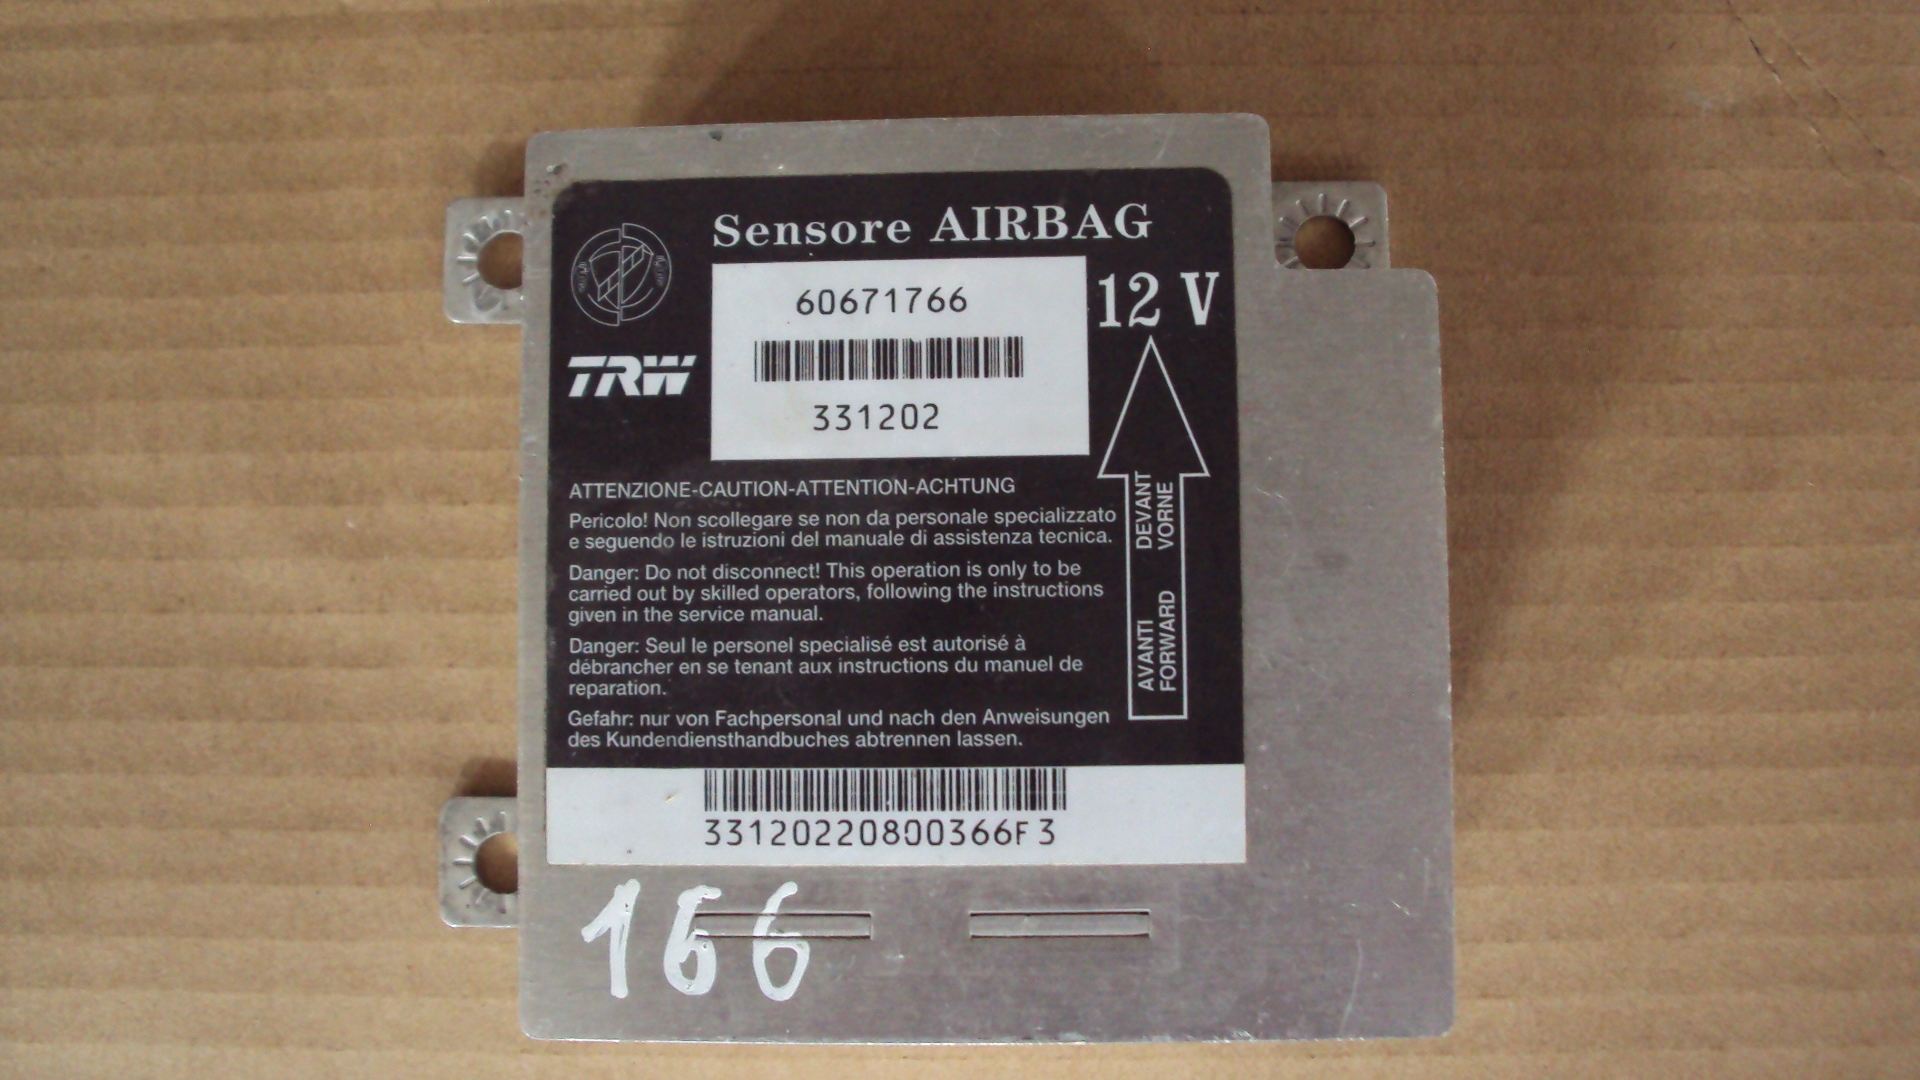 Sensore AIRBAG
60671766
12 V
TRW
331202
ATTENZIONE-CAUTION-ATTENTION-ACHTUNG
Pericolo! Non scollegare se non da personale specializzato
e seguendo le istruzioni del manuale di assistenza tecnica.
Danger: Do not disconnect! This operation is only to be
carried out by skilled operators, following the instructions
given in the service manual.
Danger: Seul le personel specialisé est autorisé à
débrancher en se tenant aux instructions du manuel de
reparation.
Gefahr: nur von Fachpersonal und nach den Anweisungen
des Kundendiensthandbuches abtrennen lassen.
AVANTI DEVANT
FORWARD VORNE
33120220800366F3
166